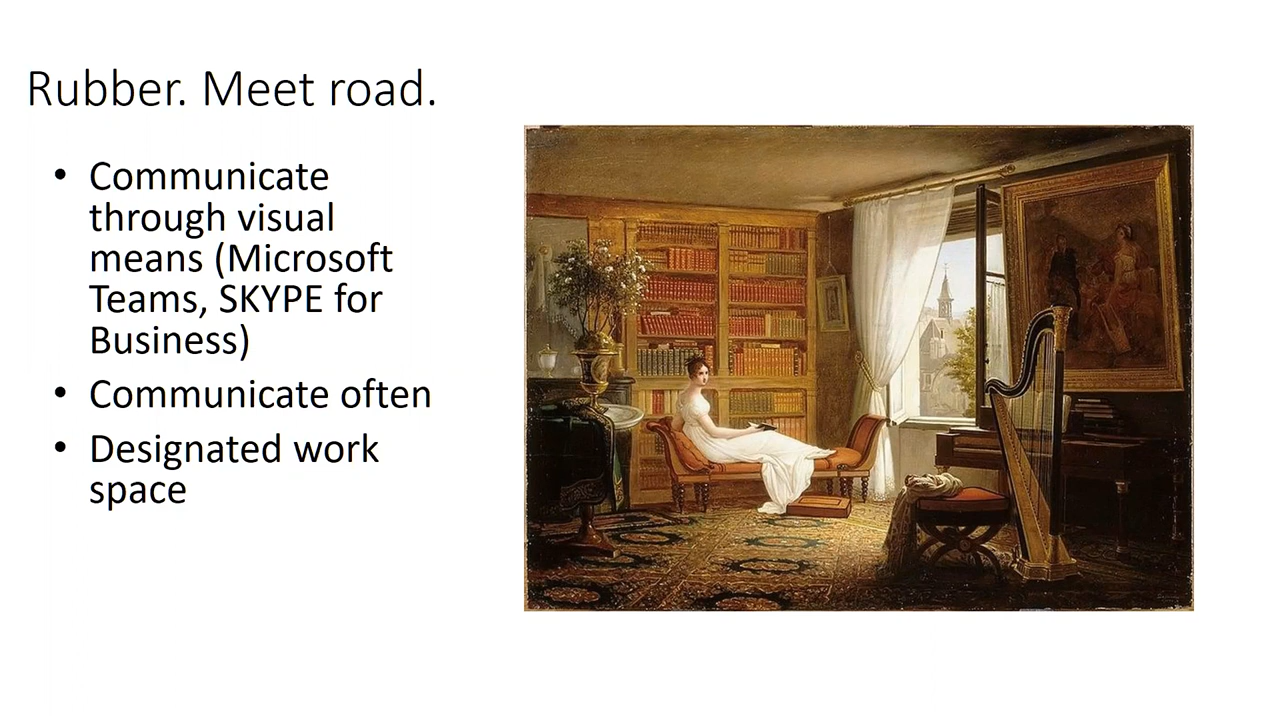 Rubber. Meet road.
• Communicate
through visual
means (Microsoft
Teams, SKYPE for
Business)
• Communicate often
• Designated work
space